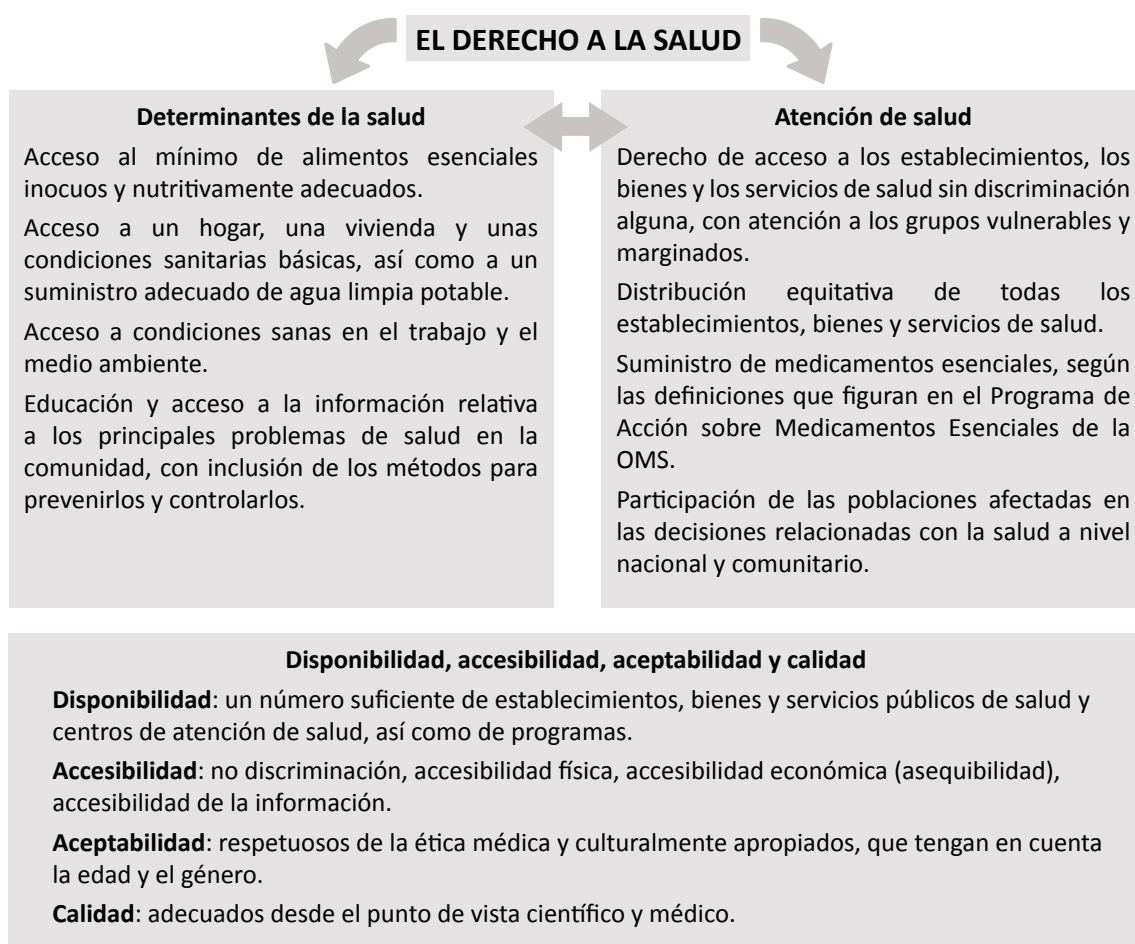 EL DERECHO A LA SALUD
Determinantes de la salud
Acceso al mínimo de alimentos esenciales
inocuos y nutritivamente adecuados.
Acceso a un hogar, una vivienda y unas
condiciones sanitarias básicas, así como a un
suministro adecuado de agua limpia potable.
Acceso a condiciones sanas en el trabajo y el
medio ambiente.
Educación y acceso a la información relativa
a los principales problemas de salud en la
comunidad, con inclusión de los métodos para
prevenirlos y controlarlos.
Atención de salud
Derecho de acceso a los establecimientos, los
bienes y los servicios de salud sin discriminación
alguna, con atención a los grupos vulnerables y
marginados.
Distribución equitativa de todas los
establecimientos, bienes y servicios de salud.
Suministro de medicamentos esenciales, según
las definiciones que figuran en el Programa de
Acción sobre Medicamentos Esenciales de la
OMS.
Participación de las poblaciones afectadas en
las decisiones relacionadas con la salud a nivel
nacional y comunitario.
Disponibilidad, accesibilidad, aceptabilidad y calidad
Disponibilidad: un número suficiente de establecimientos, bienes y servicios públicos de salud y
centros de atención de salud, así como de programas.
Accesibilidad: no discriminación, accesibilidad física, accesibilidad económica (asequibilidad),
accesibilidad de la información.
Aceptabilidad: respetuosos de la ética médica y culturalmente apropiados, que tengan en cuenta
la edad y el género.
Calidad: adecuados desde el punto de vista científico y médico.